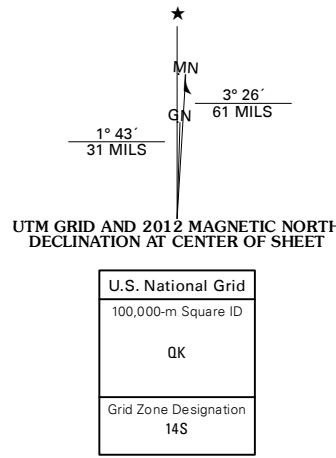 ★
MN
3° 26´
61 MILS
GN
1° 43´
31 MILS
UTM GRID AND 2012 MAGNETIC NORTH
DECLINATION AT CENTER OF SHEET
U.S. National Grid
100,000-m Square ID
QK
Grid Zone Designation
14S